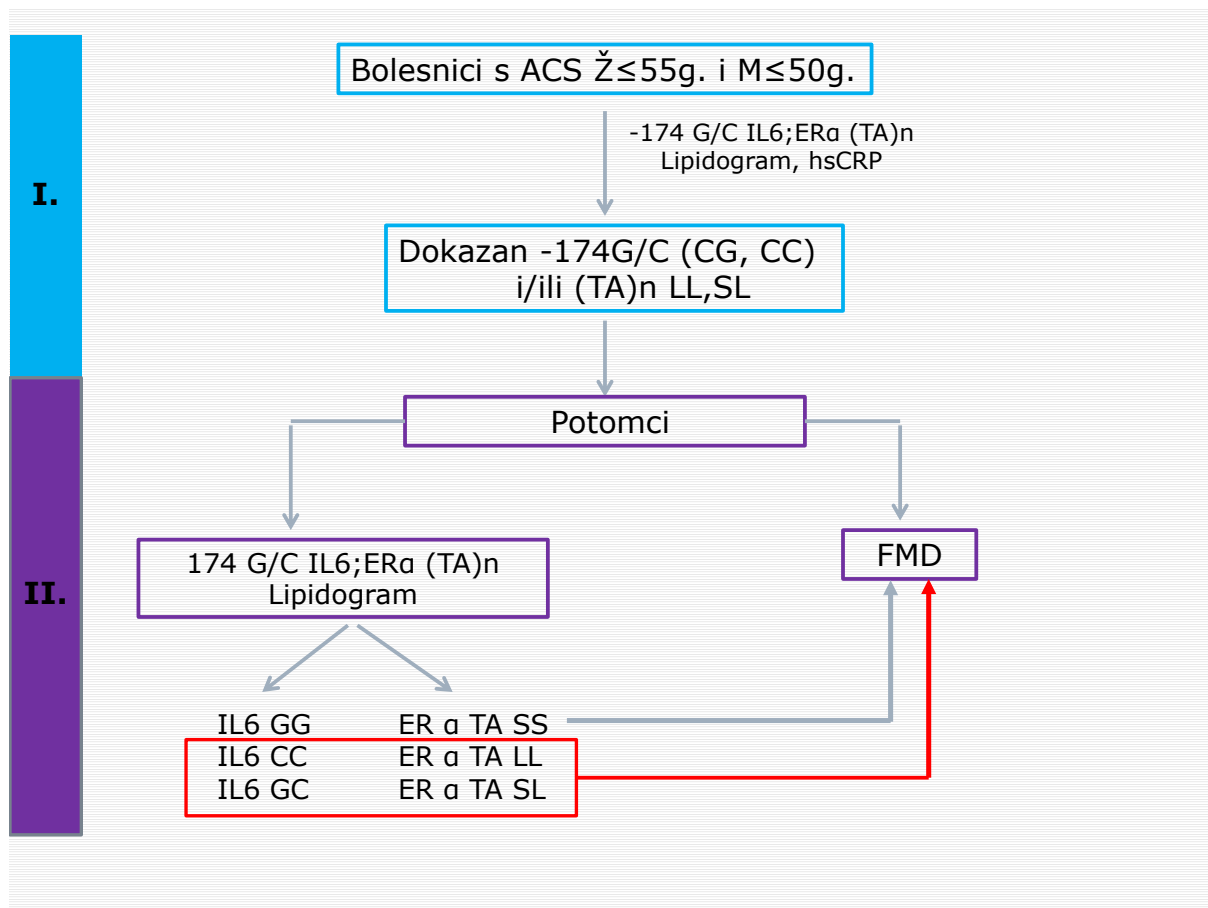 Bolesnici s ACS Ž≤55g. i M≤50g.
-174 G/C IL6;ERα (TA)n
Lipidogram, hsCRP
I.
Dokazan -174G/C (CG, CC)
i/ili (TA)n LL,SL
Potomci
174 G/C IL6;ERα (TA)n
Lipidogram
FMD
II.
IL6 GG ER α TA SS
IL6 CC ER α TA LL
IL6 GC ER α TA SL